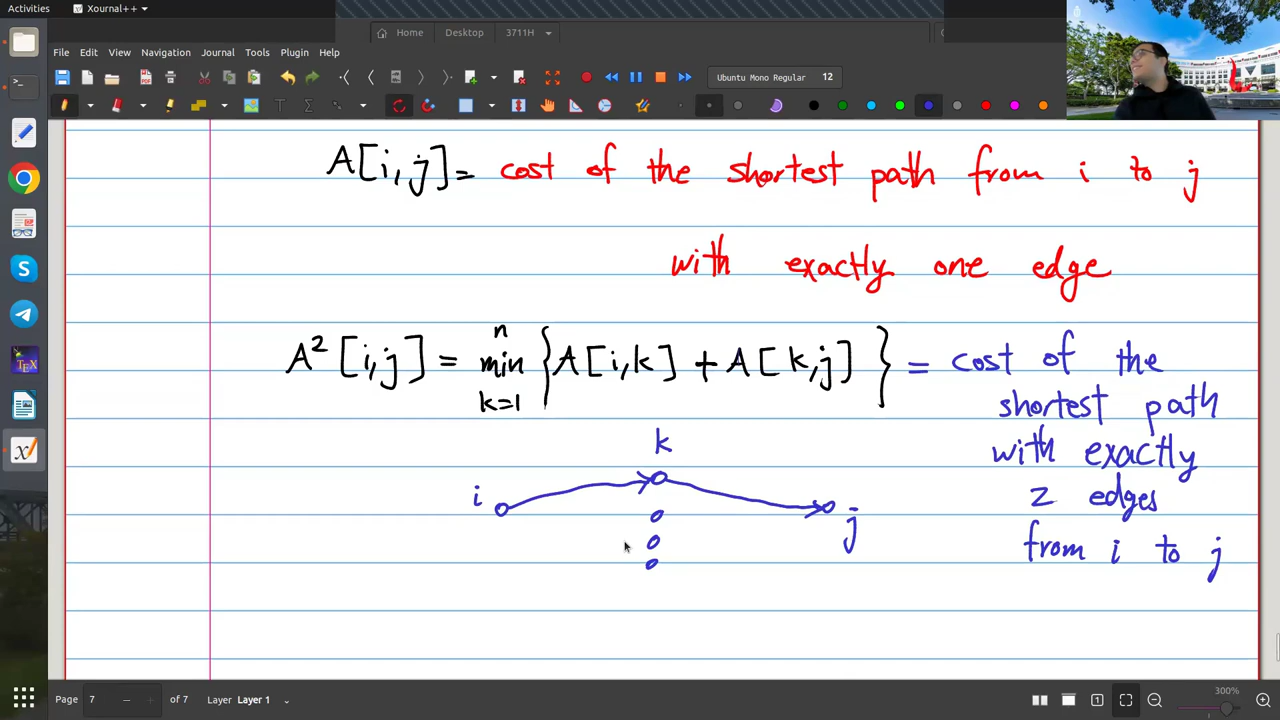 Activities Xournal++
Home Desktop 3711H
File Edit View Navigation Journal Tools Plugin Help
Ubuntu Mono Regular 12
A[i,j]= cost of the shortest path from i to j
with exactly one edge
A²[i,j] = min {A[i,k] + A[k,j]} = cost of the
n
k=1
shortest path
with exactly
2 edges
from i to j
k
i
j
Page 7 of 7 Layer Layer 1
300%